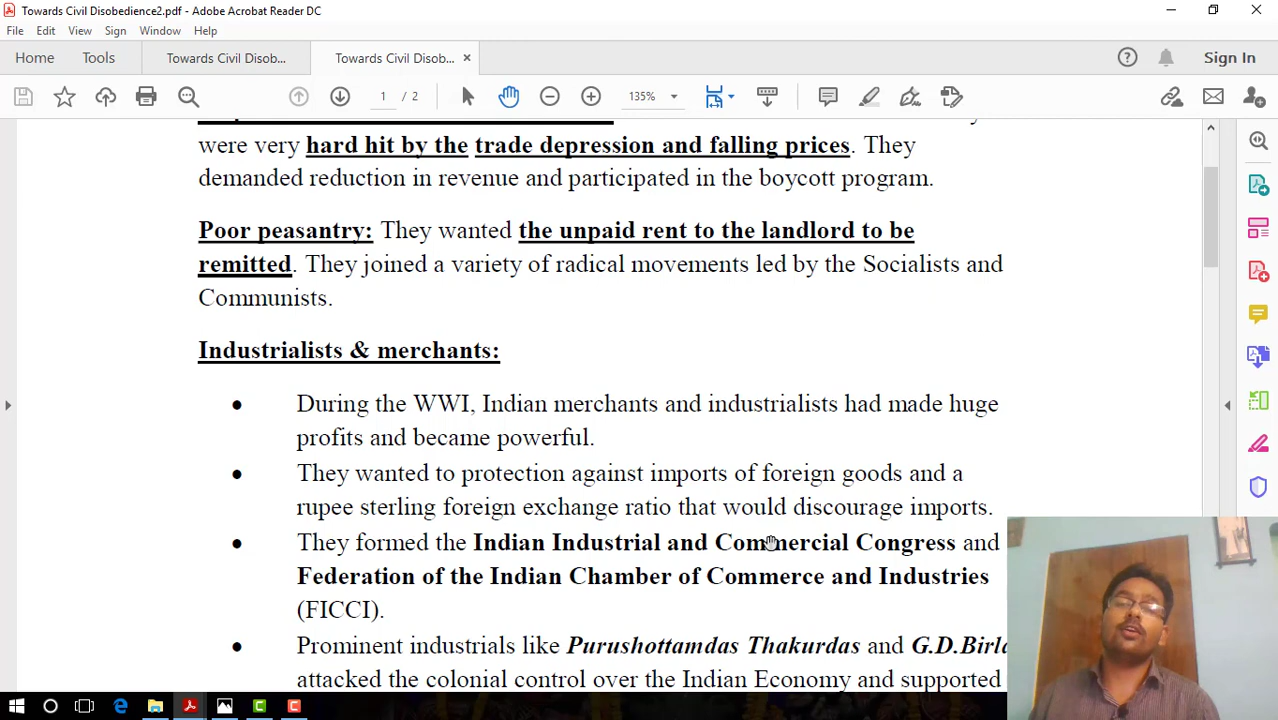 Towards Civil Disobedience2.pdf - Adobe Acrobat Reader DC
File Edit View Sign Window Help
Home Tools Towards Civil Disob... Towards Civil Disob... × Sign In
1 / 2 135%
were very hard hit by the trade depression and falling prices. They
demanded reduction in revenue and participated in the boycott program.
Poor peasantry: They wanted the unpaid rent to the landlord to be
remitted. They joined a variety of radical movements led by the Socialists and
Communists.
Industrialists & merchants:
● During the WWI, Indian merchants and industrialists had made huge
profits and became powerful.
● They wanted to protection against imports of foreign goods and a
rupee sterling foreign exchange ratio that would discourage imports.
● They formed the Indian Industrial and Commercial Congress and
Federation of the Indian Chamber of Commerce and Industries
(FICCI).
● Prominent industrials like Purushottamdas Thakurdas and G.D.Birla
attacked the colonial control over the Indian Economy and supported